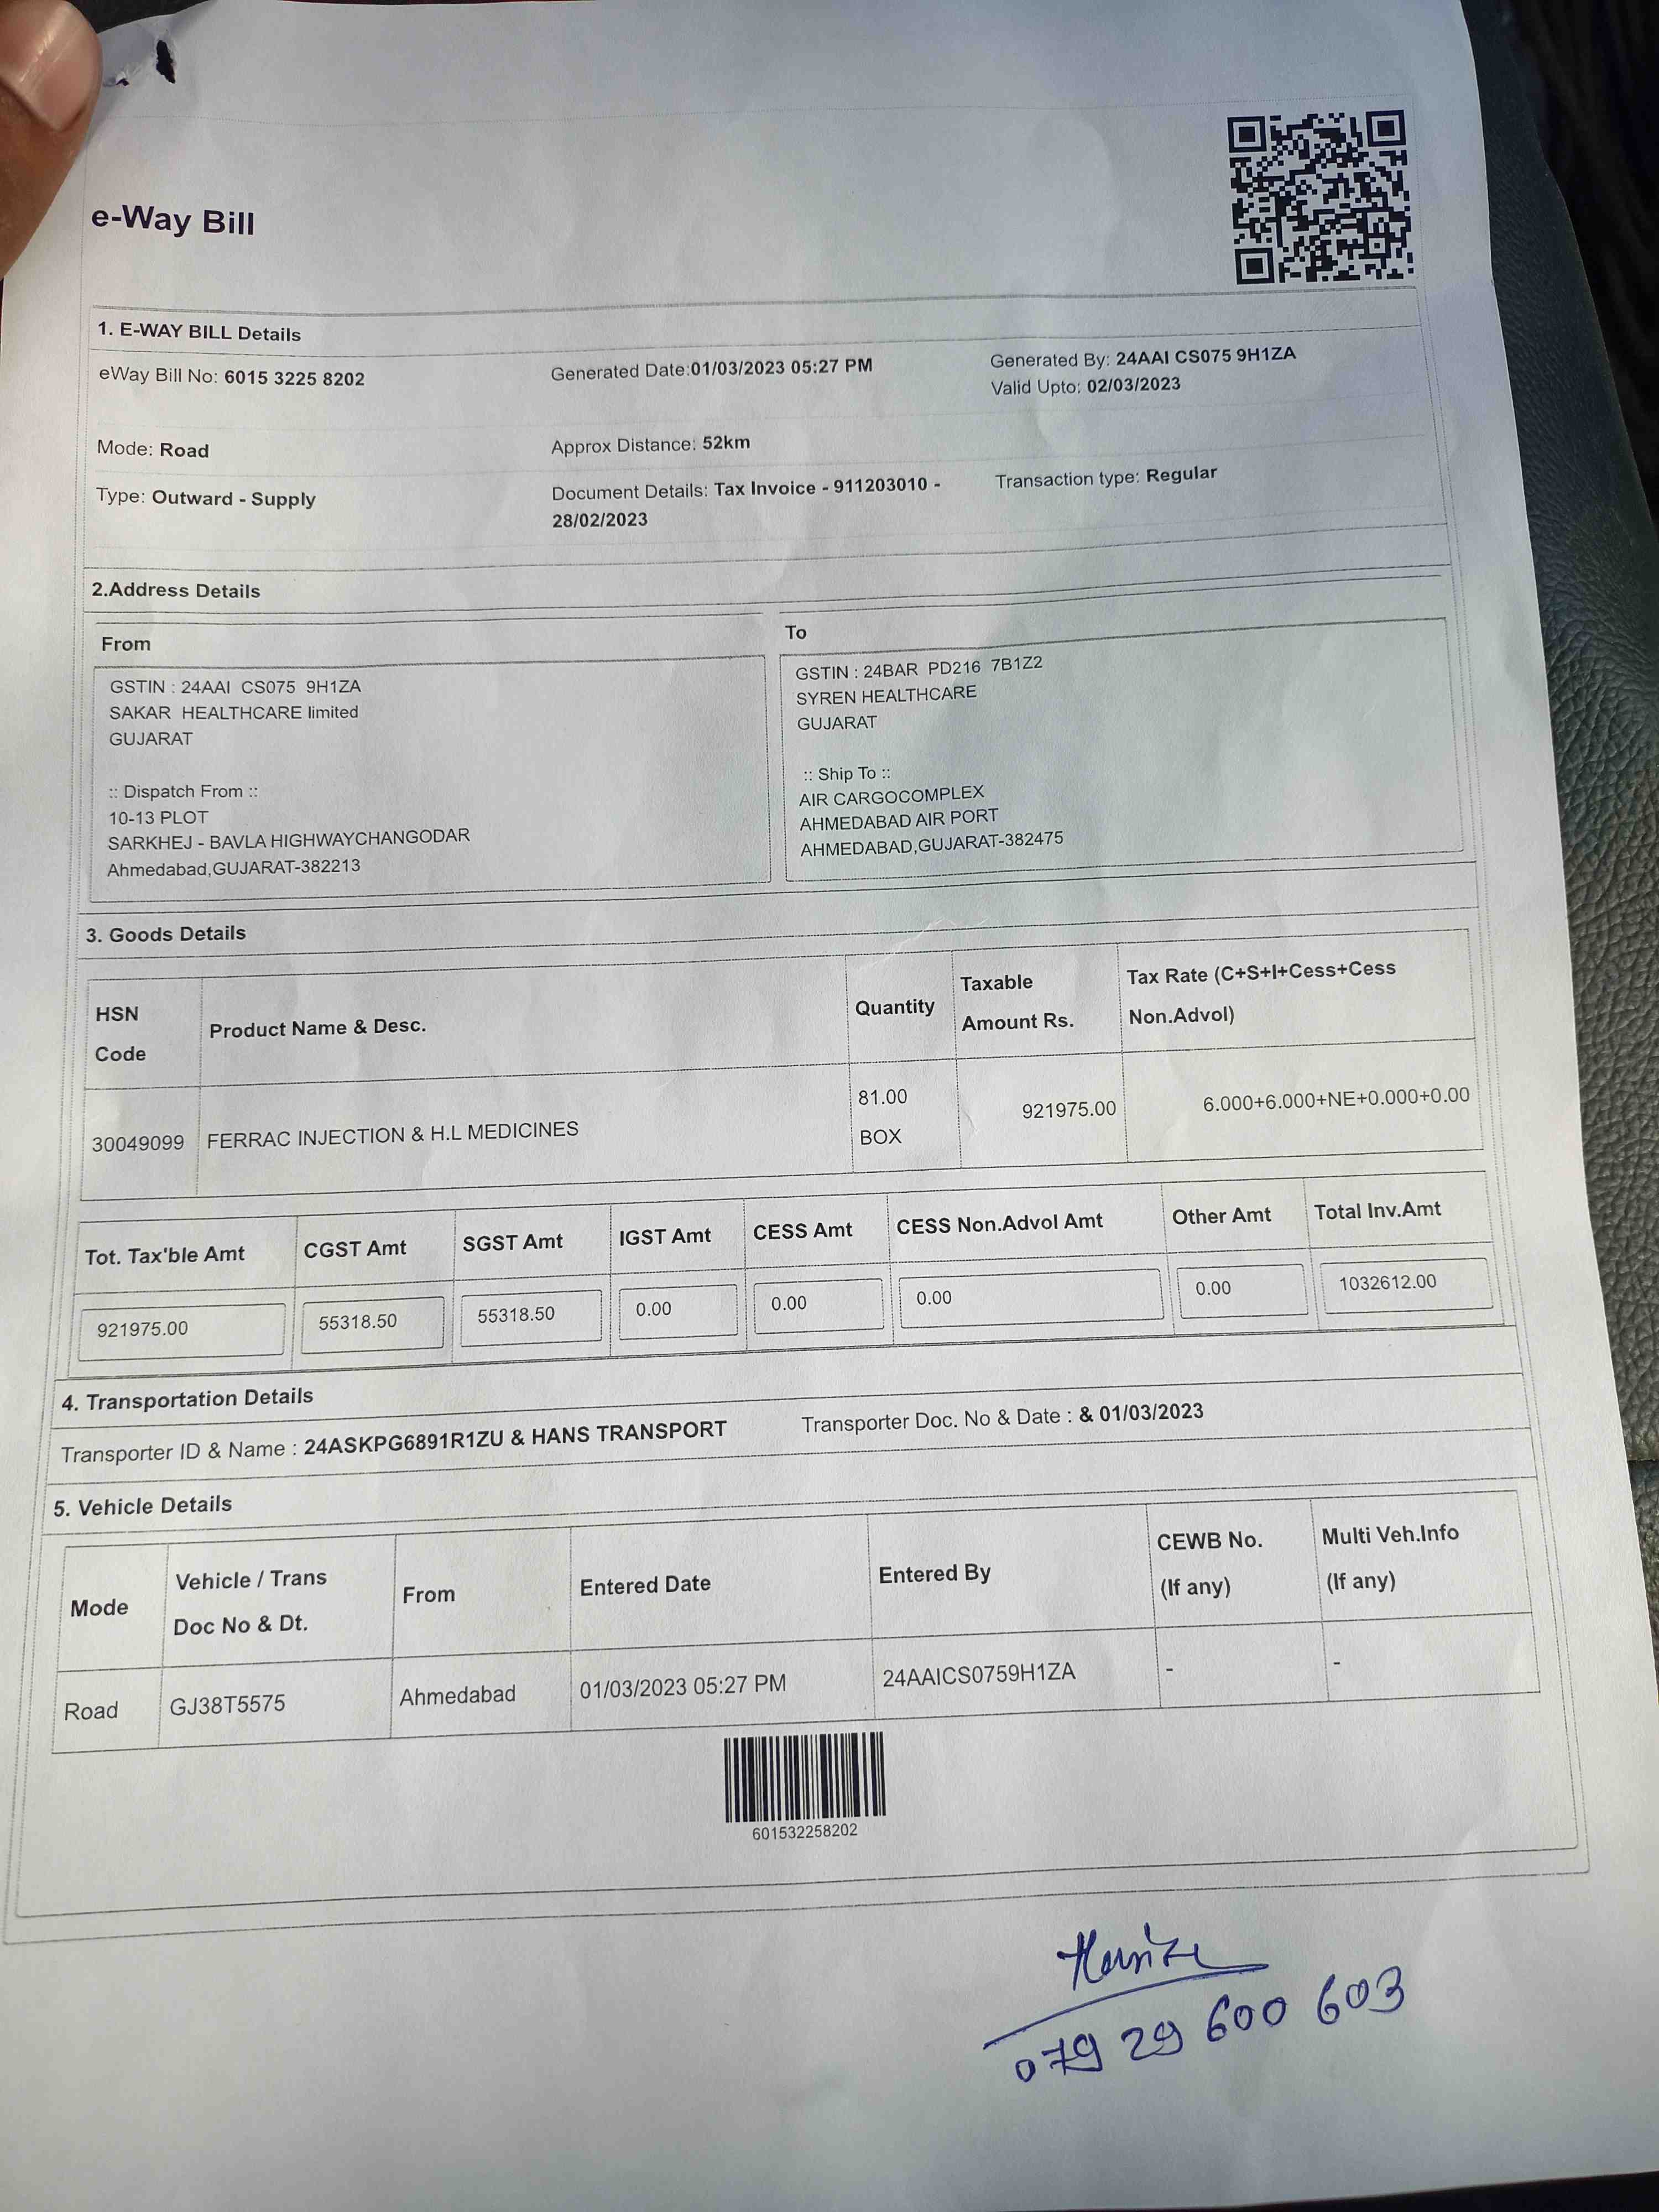 e-Way Bill
1. E-WAY BILL Details
eWay Bill No: 6015 3225 8202
Generated Date:01/03/2023 05:27 PM
Generated By: 24AAI CS075 9H1ZA
Valid Upto: 02/03/2023
Mode: Road
Approx Distance: 52km
Type: Outward - Supply
Document Details: Tax Invoice - 911203010 -
28/02/2023
Transaction type: Regular
2.Address Details
From
GSTIN : 24AAI CS075 9H1ZA
SAKAR HEALTHCARE limited
GUJARAT
:: Dispatch From ::
10-13 PLOT
SARKHEJ - BAVLA HIGHWAYCHANGODAR
Ahmedabad,GUJARAT-382213
To
GSTIN : 24BAR PD216 7B1Z2
SYREN HEALTHCARE
GUJARAT
:: Ship To ::
AIR CARGOCOMPLEX
AHMEDABAD AIR PORT
AHMEDABAD,GUJARAT-382475
3. Goods Details
HSN
Code
Product Name & Desc.
Quantity
Taxable
Amount Rs.
Tax Rate (C+S+I+Cess+Cess
Non.Advol)
30049099
FERRAC INJECTION & H.L MEDICINES
81.00
BOX
921975.00
6.000+6.000+NE+0.000+0.00
Tot. Tax'ble Amt
CGST Amt
SGST Amt
IGST Amt
CESS Amt
CESS Non.Advol Amt
Other Amt
Total Inv.Amt
921975.00
55318.50
55318.50
0.00
0.00
0.00
0.00
1032612.00
4. Transportation Details
Transporter ID & Name : 24ASKPG6891R1ZU & HANS TRANSPORT
Transporter Doc. No & Date : & 01/03/2023
5. Vehicle Details
Mode
Vehicle / Trans
Doc No & Dt.
From
Entered Date
Entered By
CEWB No.
(If any)
Multi Veh.Info
(If any)
Road
GJ38T5575
Ahmedabad
01/03/2023 05:27 PM
24AAICS0759H1ZA
-
-
601532258202
079 29 600 603